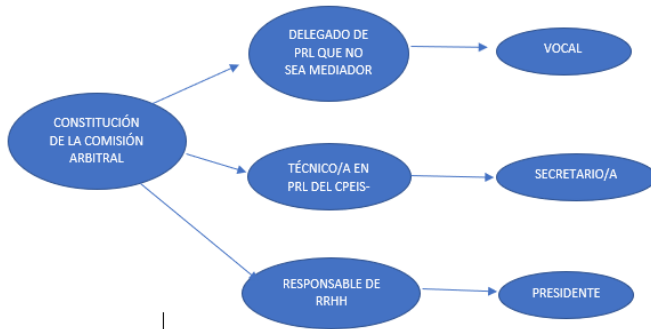 DELEGADO DE
PRL QUE NO
SEA MEDIADOR
VOCAL
CONSTITUCIÓN
DE LA COMISIÓN
ARBITRAL
TÉCNICO/A EN
PRL DEL CPEIS-
SECRETARIO/A
RESPONSABLE DE
RRHH
PRESIDENTE